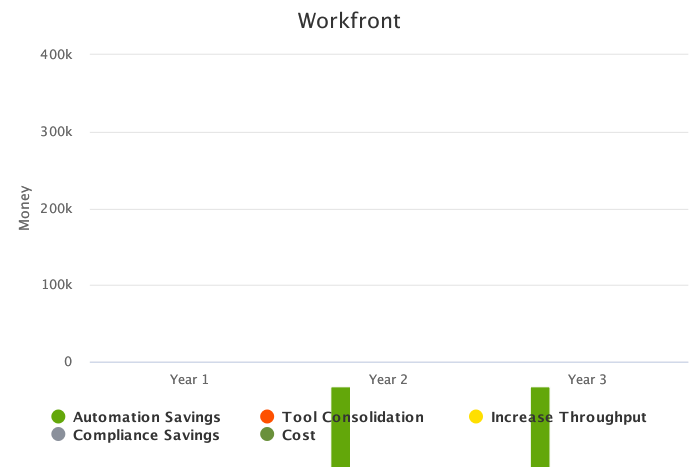 Workfront
400k
300k
200k
100k
0
Money
Year 1 Year 2 Year 3
Automation Savings Tool Consolidation Increase Throughput
Compliance Savings Cost